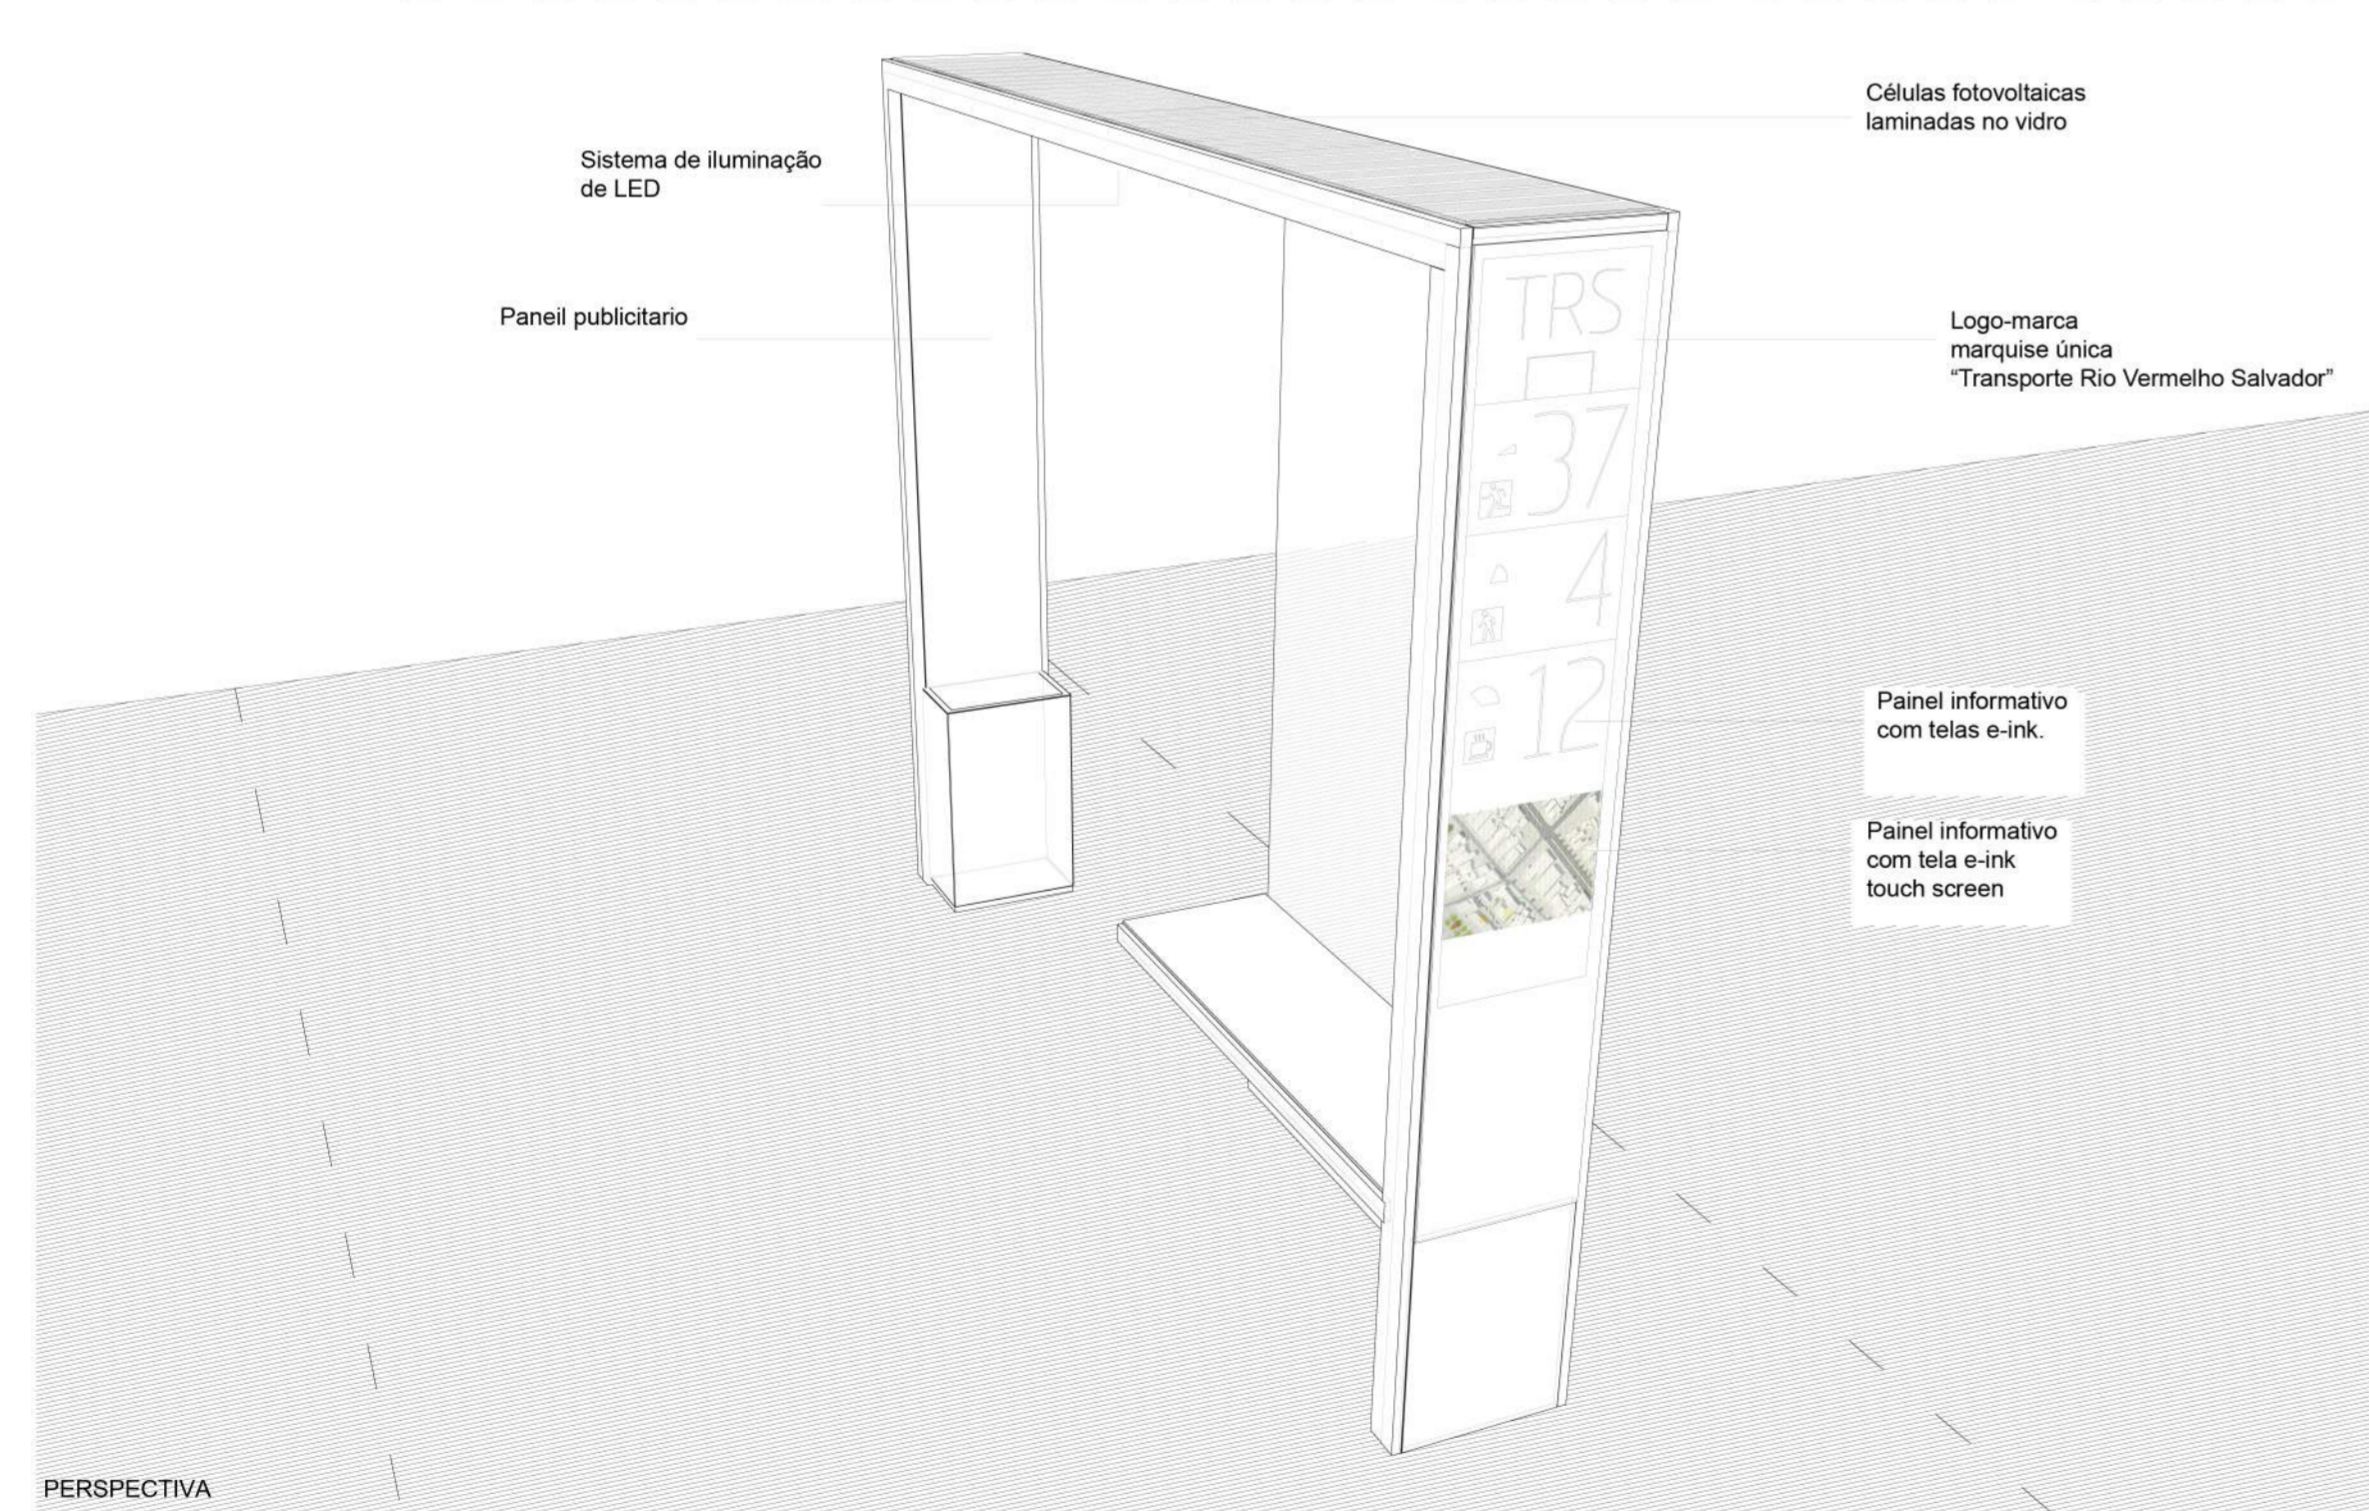 Células fotovoltaicas
laminadas no vidro
Sistema de iluminação
de LED
Paneil publicitario
Logo-marca
marquise única
“Transporte Rio Vermelho Salvador”
TRS
37
4
12
Painel informativo
com telas e-ink.
Painel informativo
com tela e-ink
touch screen
PERSPECTIVA